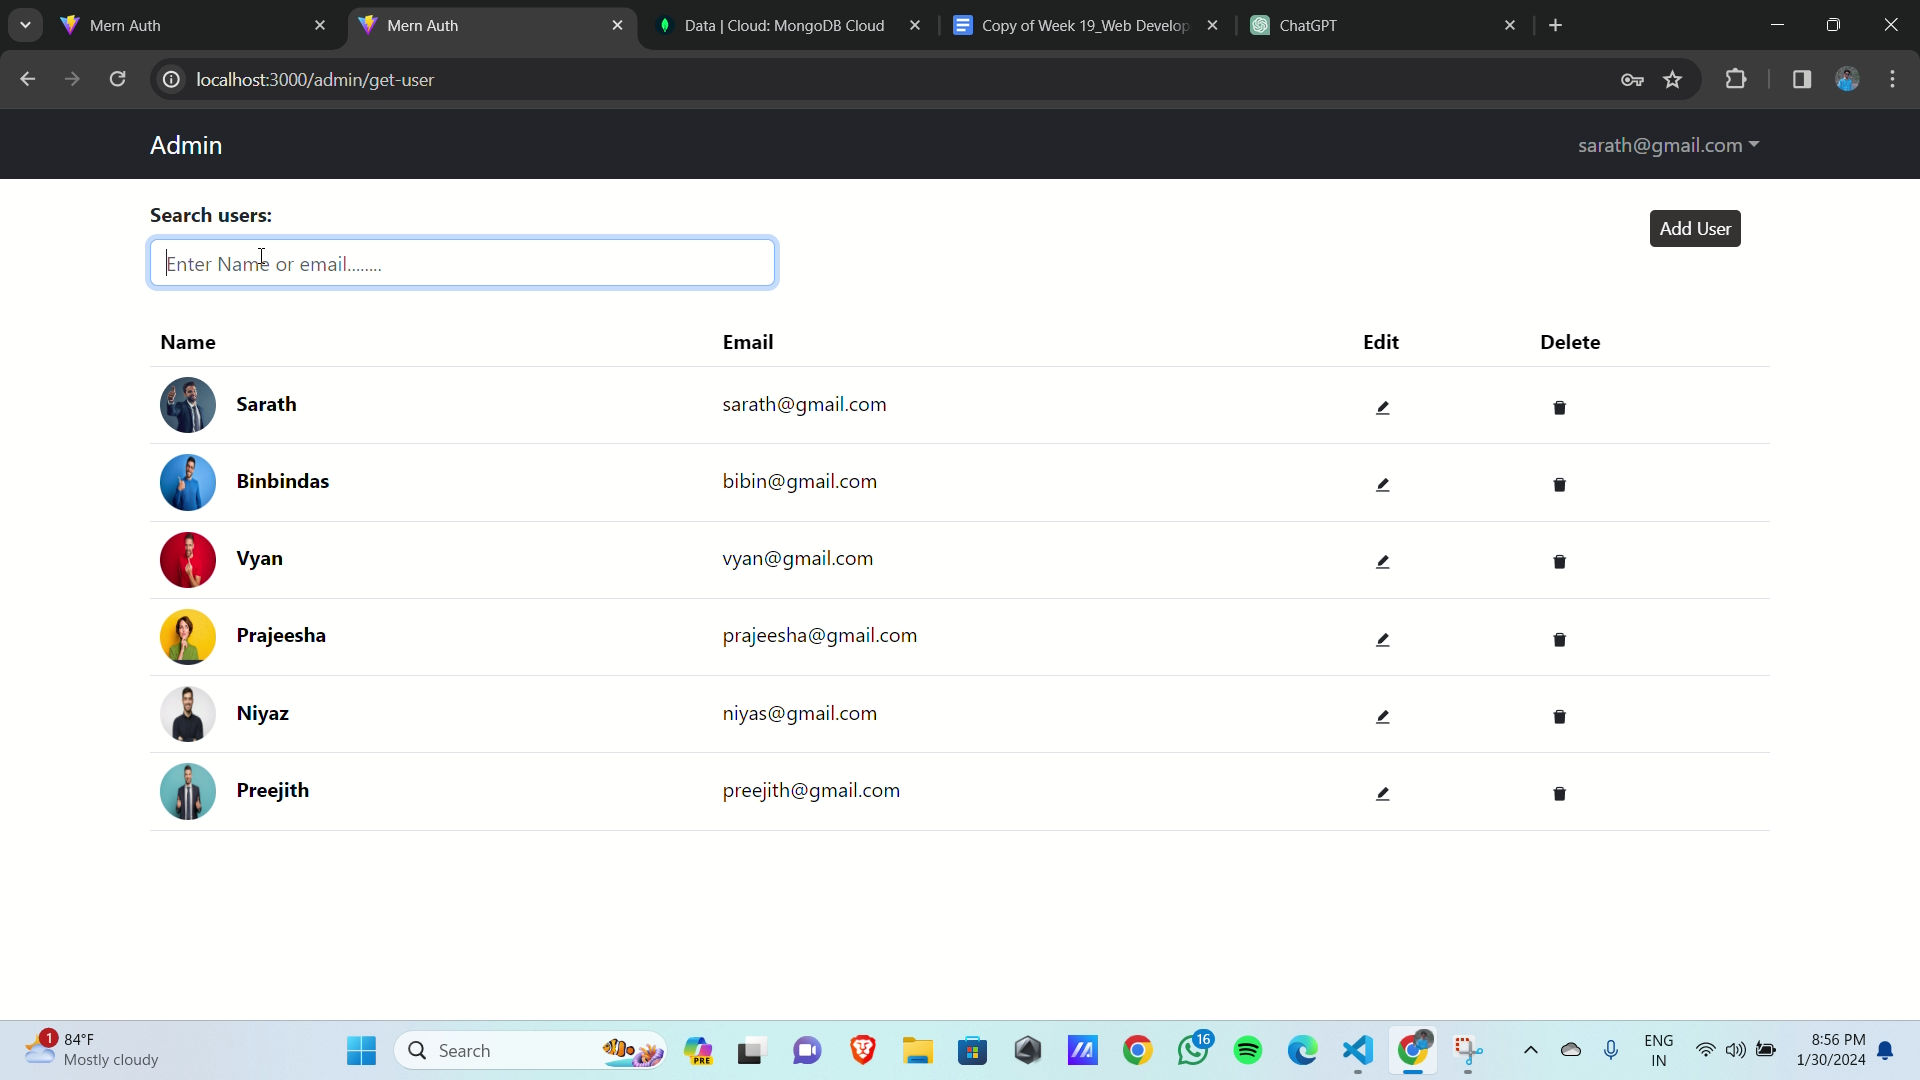 Mern Auth
Mern Auth
Data | Cloud: MongoDB Cloud
Copy of Week 19_Web Develop
ChatGPT
localhost:3000/admin/get-user
Admin
sarath@gmail.com
Search users:
Add User
Enter Name or email........
Name Email Edit Delete
Sarath sarath@gmail.com
Binbindas bibin@gmail.com
Vyan vyan@gmail.com
Prajeesha prajeesha@gmail.com
Niyaz niyas@gmail.com
Preejith preejith@gmail.com
1
84°F
Mostly cloudy
Search
PRE
16
ENG
IN
8:56 PM
1/30/2024